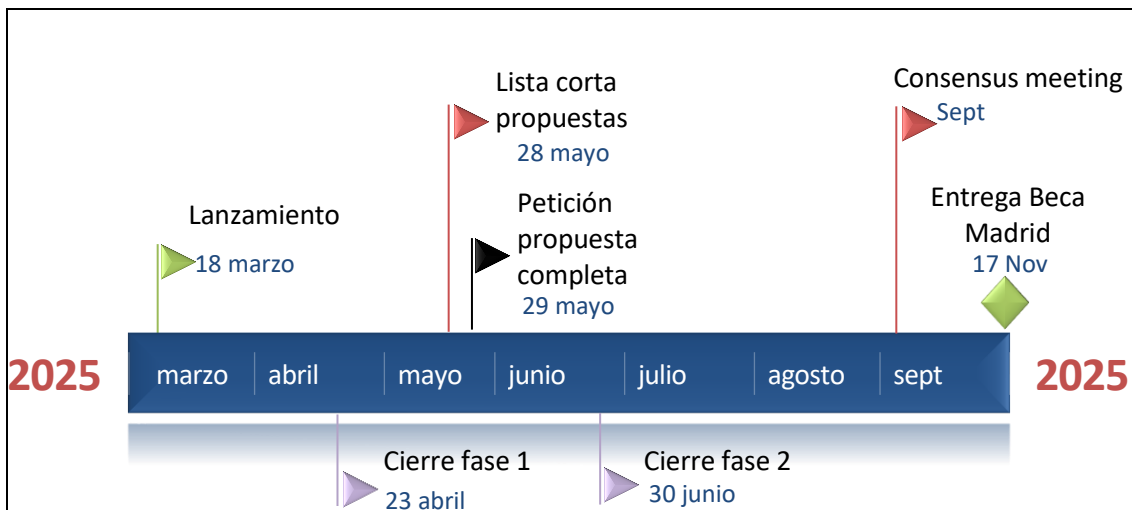 Lista corta
propuestas
28 mayo
Consensus meeting
Sept
Lanzamiento
18 marzo
Petición
propuesta
completa
29 mayo
Entrega Beca
Madrid
17 Nov
2025
marzo
abril
mayo
junio
julio
agosto
sept
2025
Cierre fase 1
23 abril
Cierre fase 2
30 junio